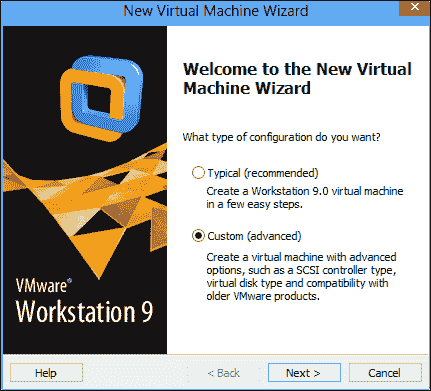 New Virtual Machine Wizard
Welcome to the New Virtual
Machine Wizard
What type of configuration do you want?
Typical (recommended)
Create a Workstation 9.0 virtual machine
in a few easy steps.
Custom (advanced)
Create a virtual machine with advanced
options, such as a SCSI controller type,
virtual disk type and compatibility with
older VMware products.
VMware®
Workstation 9
Help
< Back
Next >
Cancel